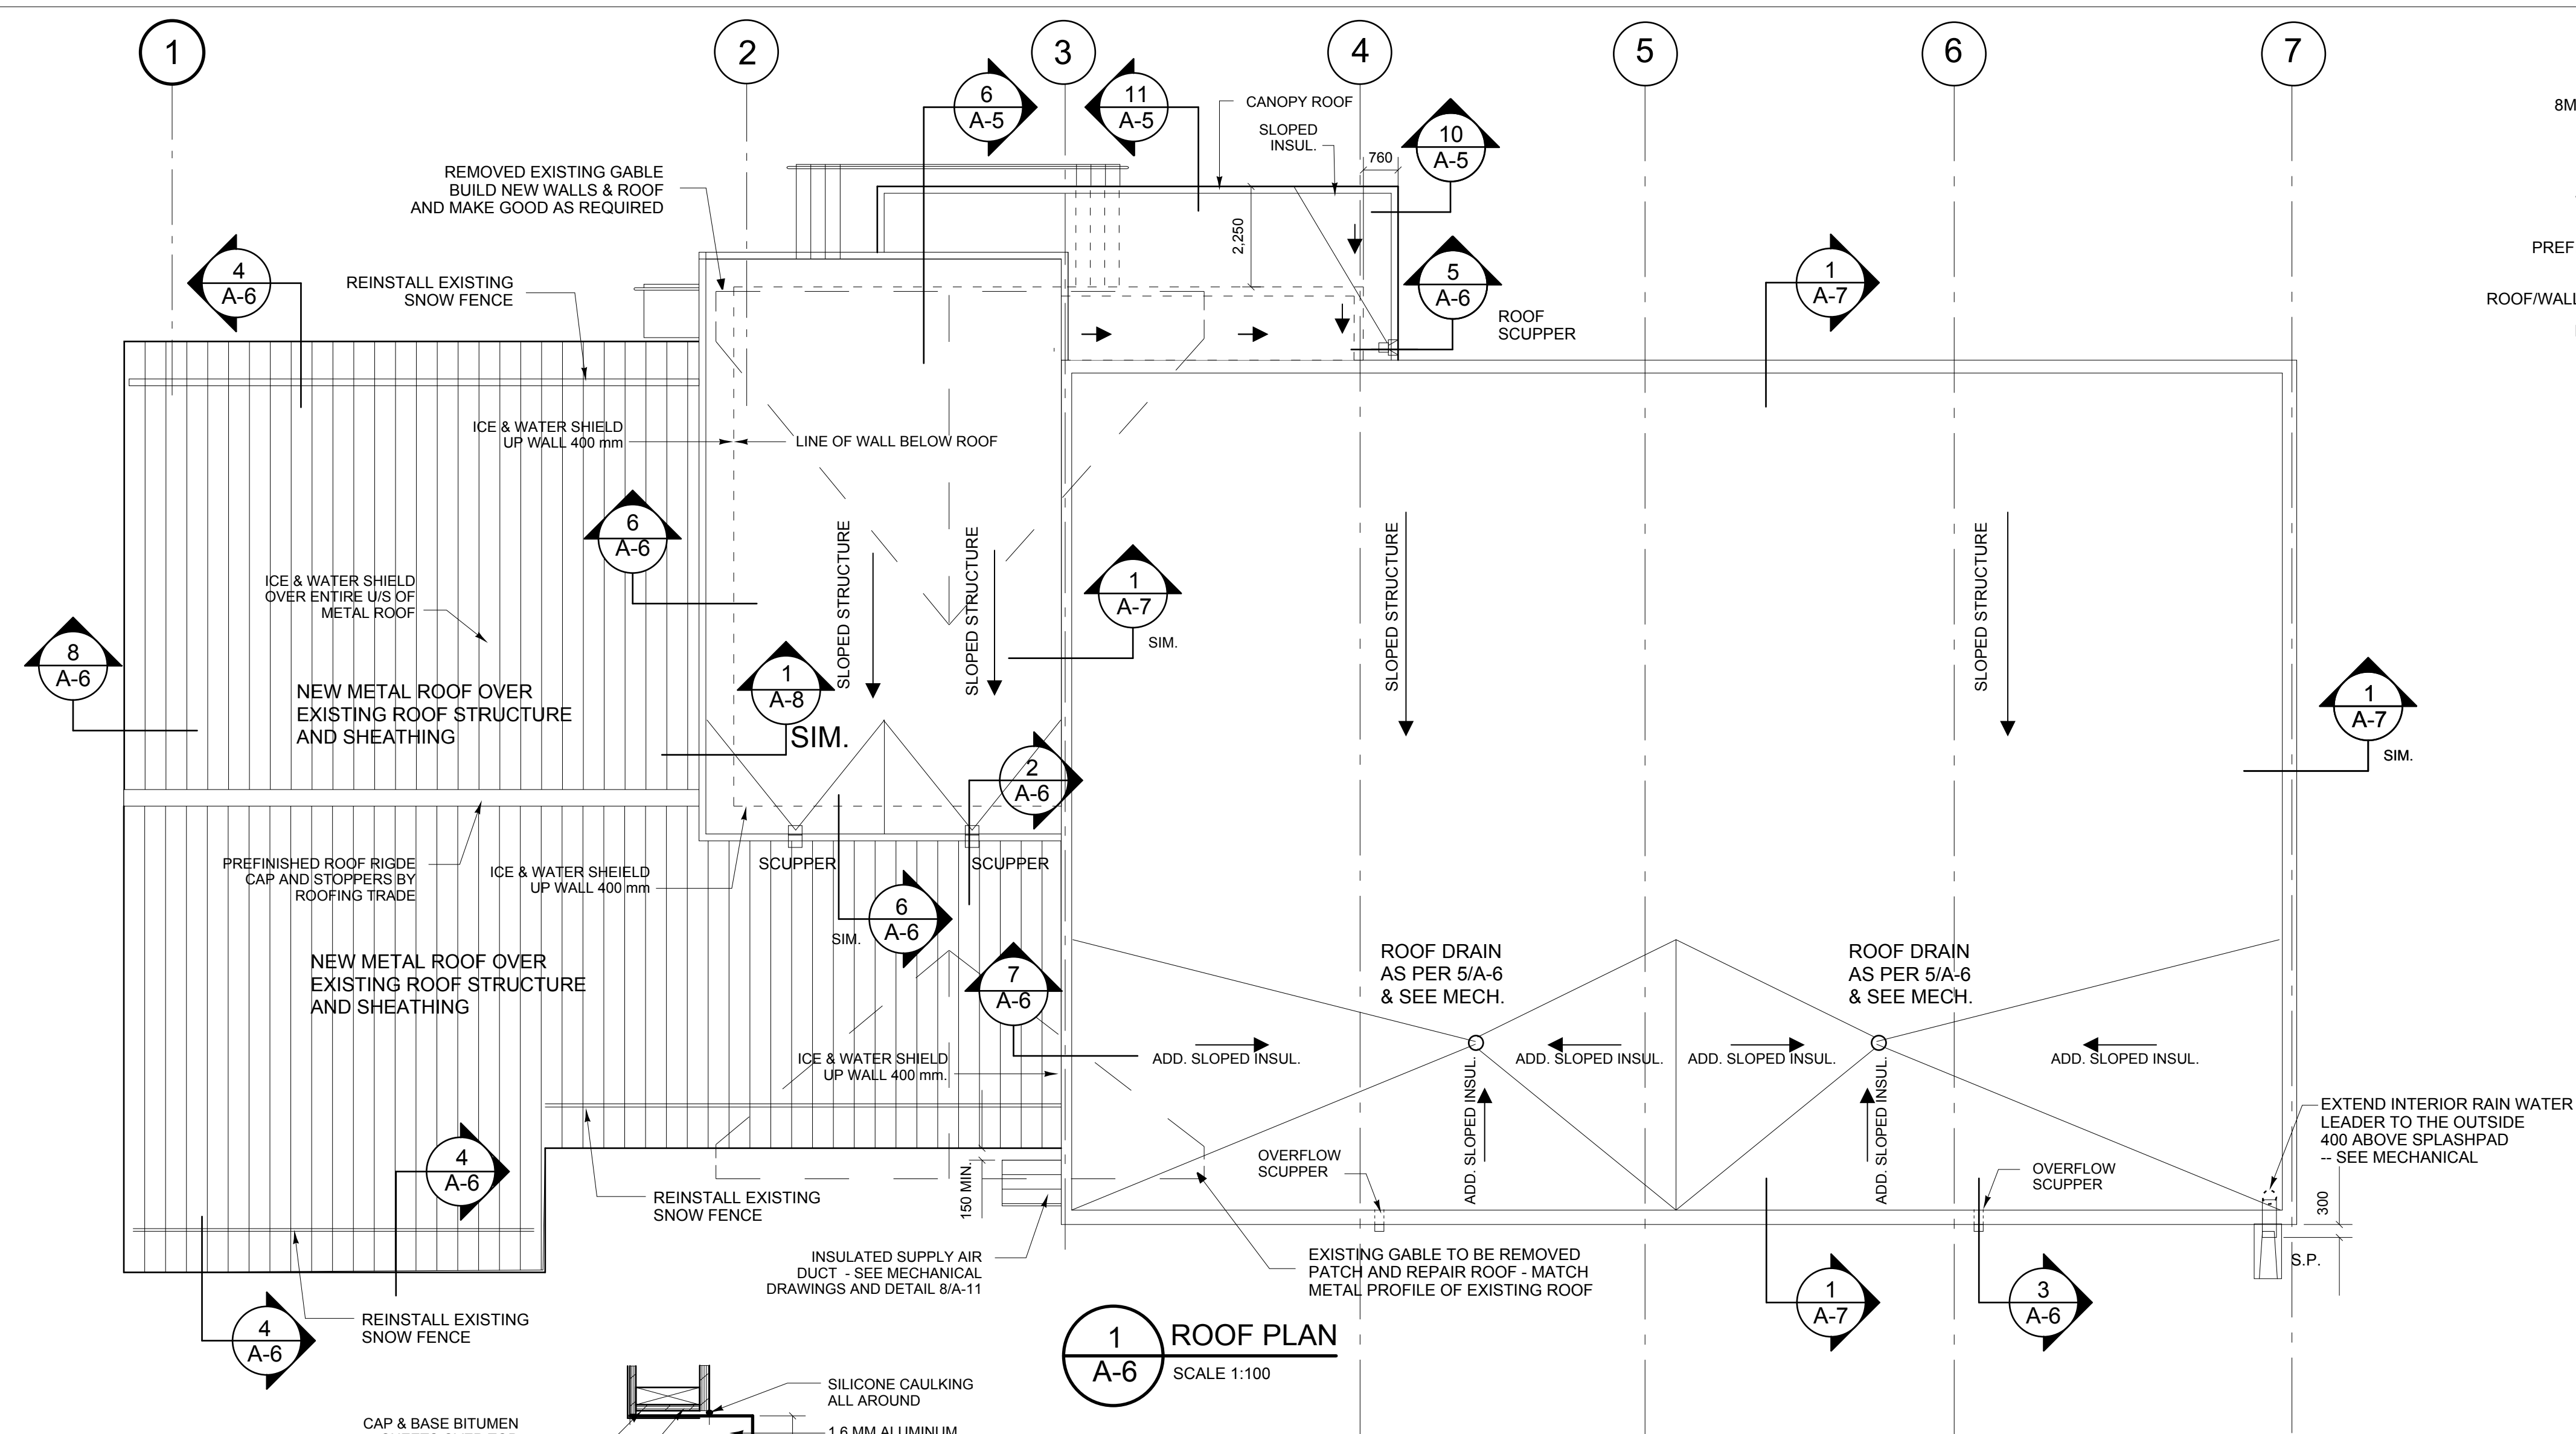 1
2
3
4
5
6
7
6
A-5
11
A-5
CANOPY ROOF
SLOPED
INSUL.
760
10
A-5
8M
REMOVED EXISTING GABLE
BUILD NEW WALLS & ROOF
AND MAKE GOOD AS REQUIRED
2,250
PREF
4
A-6
REINSTALL EXISTING
SNOW FENCE
5
A-6
ROOF
SCUPPER
1
A-7
ROOF/WALL
ICE & WATER SHIELD
UP WALL 400 mm
LINE OF WALL BELOW ROOF
6
A-6
SLOPED STRUCTURE
SLOPED STRUCTURE
SLOPED STRUCTURE
SLOPED STRUCTURE
ICE & WATER SHIELD
OVER ENTIRE U/S OF
METAL ROOF
1
A-7
SIM.
8
A-6
NEW METAL ROOF OVER
EXISTING ROOF STRUCTURE
AND SHEATHING
1
A-8
SIM.
1
A-7
SIM.
2
A-6
PREFINISHED ROOF RIGDE
CAP AND STOPPERS BY
ROOFING TRADE
ICE & WATER SHEIELD
UP WALL 400 mm
SCUPPER
SCUPPER
6
A-6
SIM.
NEW METAL ROOF OVER
EXISTING ROOF STRUCTURE
AND SHEATHING
7
A-6
ROOF DRAIN
AS PER 5/A-6
& SEE MECH.
ROOF DRAIN
AS PER 5/A-6
& SEE MECH.
ICE & WATER SHIELD
UP WALL 400 mm.
ADD. SLOPED INSUL.
ADD. SLOPED INSUL.
ADD. SLOPED INSUL.
ADD. SLOPED INSUL.
ADD. SLOPED INSUL.
ADD. SLOPED INSUL.
EXTEND INTERIOR RAIN WATER
LEADER TO THE OUTSIDE
400 ABOVE SPLASHPAD
-- SEE MECHANICAL
4
A-6
REINSTALL EXISTING
SNOW FENCE
150 MIN.
OVERFLOW
SCUPPER
OVERFLOW
SCUPPER
300
S.P.
INSULATED SUPPLY AIR
DUCT - SEE MECHANICAL
DRAWINGS AND DETAIL 8/A-11
EXISTING GABLE TO BE REMOVED
PATCH AND REPAIR ROOF - MATCH
METAL PROFILE OF EXISTING ROOF
1
A-7
3
A-6
4
A-6
REINSTALL EXISTING
SNOW FENCE
1
A-6
ROOF PLAN
SCALE 1:100
SILICONE CAULKING
ALL AROUND
CAP & BASE BITUMEN
1.6 MM ALUMINUM